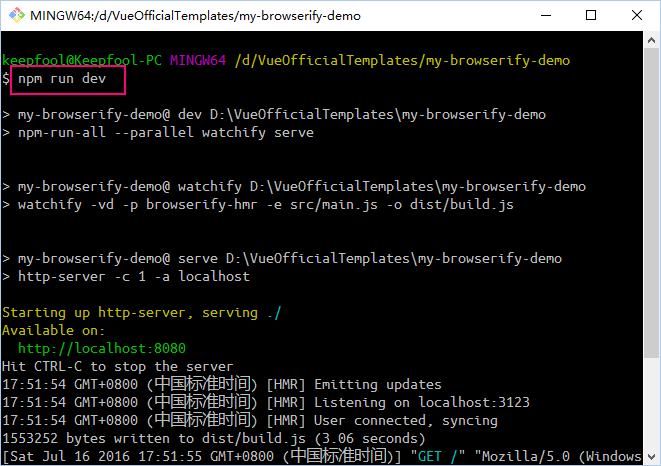 MINGW64:/d/VueOfficialTemplates/my-browserify-demo
keepfool@Keepfool-PC MINGW64 /d/VueOfficialTemplates/my-browserify-demo
$ npm run dev
> my-browserify-demo@ dev D:\VueOfficialTemplates\my-browserify-demo
> npm-run-all --parallel watchify serve
> my-browserify-demo@ watchify D:\VueOfficialTemplates\my-browserify-demo
> watchify -vd -p browserify-hmr -e src/main.js -o dist/build.js
> my-browserify-demo@ serve D:\VueOfficialTemplates\my-browserify-demo
> http-server -c 1 -a localhost
Starting up http-server, serving ./
Available on:
  http://localhost:8080
Hit CTRL-C to stop the server
17:51:54 GMT+0800 (中国标准时间) [HMR] Emitting updates
17:51:54 GMT+0800 (中国标准时间) [HMR] Listening on localhost:3123
17:51:54 GMT+0800 (中国标准时间) [HMR] User connected, syncing
1553252 bytes written to dist/build.js (3.06 seconds)
[Sat Jul 16 2016 17:51:55 GMT+0800 (中国标准时间)] "GET /" "Mozilla/5.0 (Windows